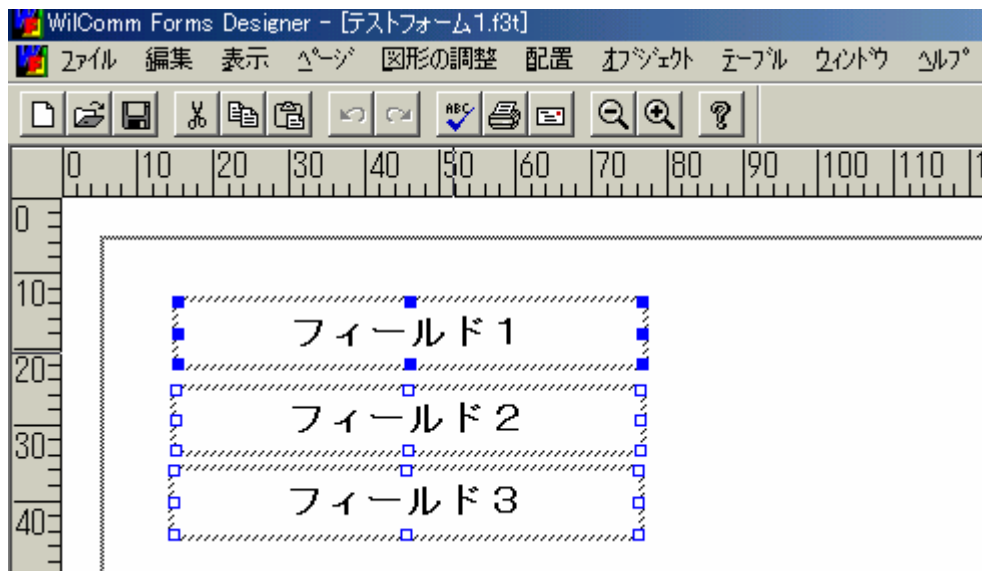 WilComm Forms Designer - [テストフォーム1.f3t]
ﾌｧｲﾙ 編集 表示 ﾍﾟｰｼﾞ 図形の調整 配置 ｵﾌﾞｼﾞｪｸﾄ ﾃｰﾌﾞﾙ ｳｨﾝﾄﾞｳ ﾍﾙﾌﾟ
ABC
0 10 20 30 40 50 60 70 80 90 100 110
0
10
フィールド1
20
フィールド2
30
フィールド3
40